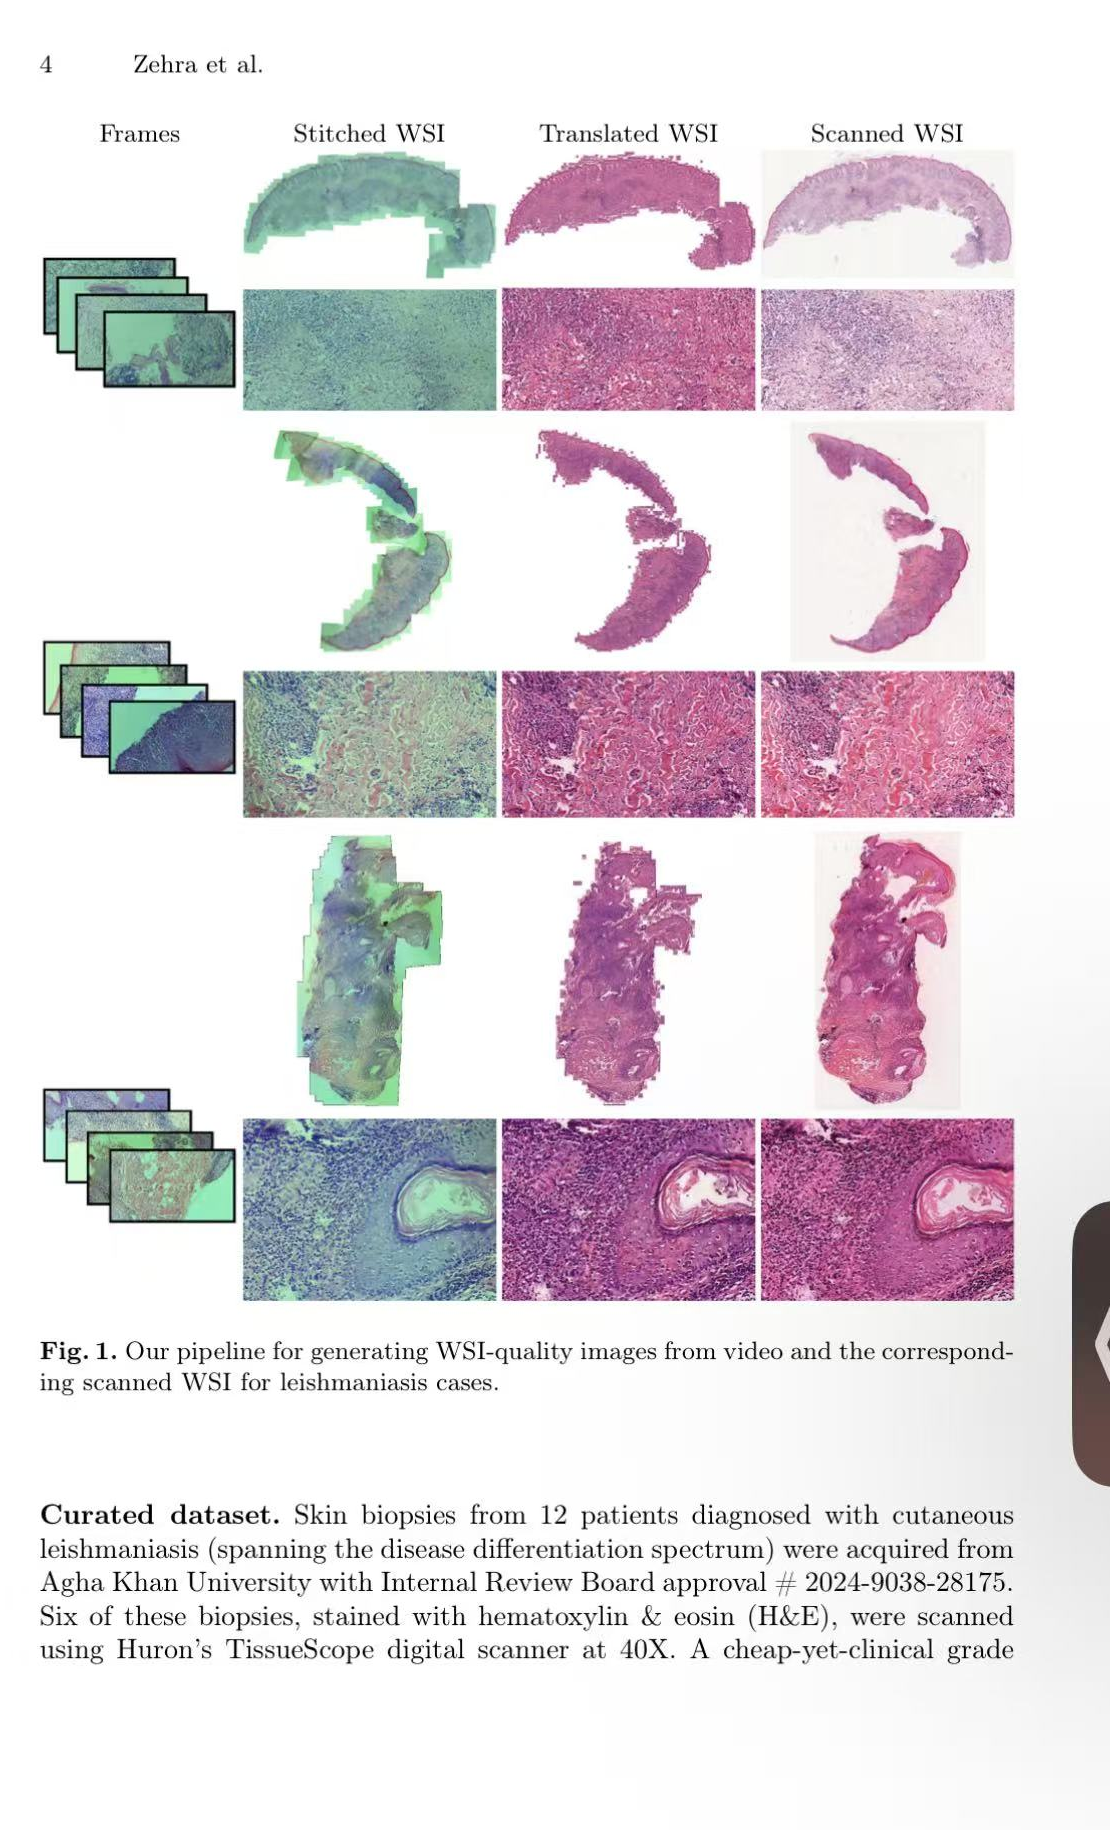 4 Zehra et al.
Frames Stitched WSI Translated WSI Scanned WSI
Fig. 1. Our pipeline for generating WSI-quality images from video and the correspond-
ing scanned WSI for leishmaniasis cases.
Curated dataset. Skin biopsies from 12 patients diagnosed with cutaneous
leishmaniasis (spanning the disease differentiation spectrum) were acquired from
Agha Khan University with Internal Review Board approval # 2024-9038-28175.
Six of these biopsies, stained with hematoxylin & eosin (H&E), were scanned
using Huron's TissueScope digital scanner at 40X. A cheap-yet-clinical grade